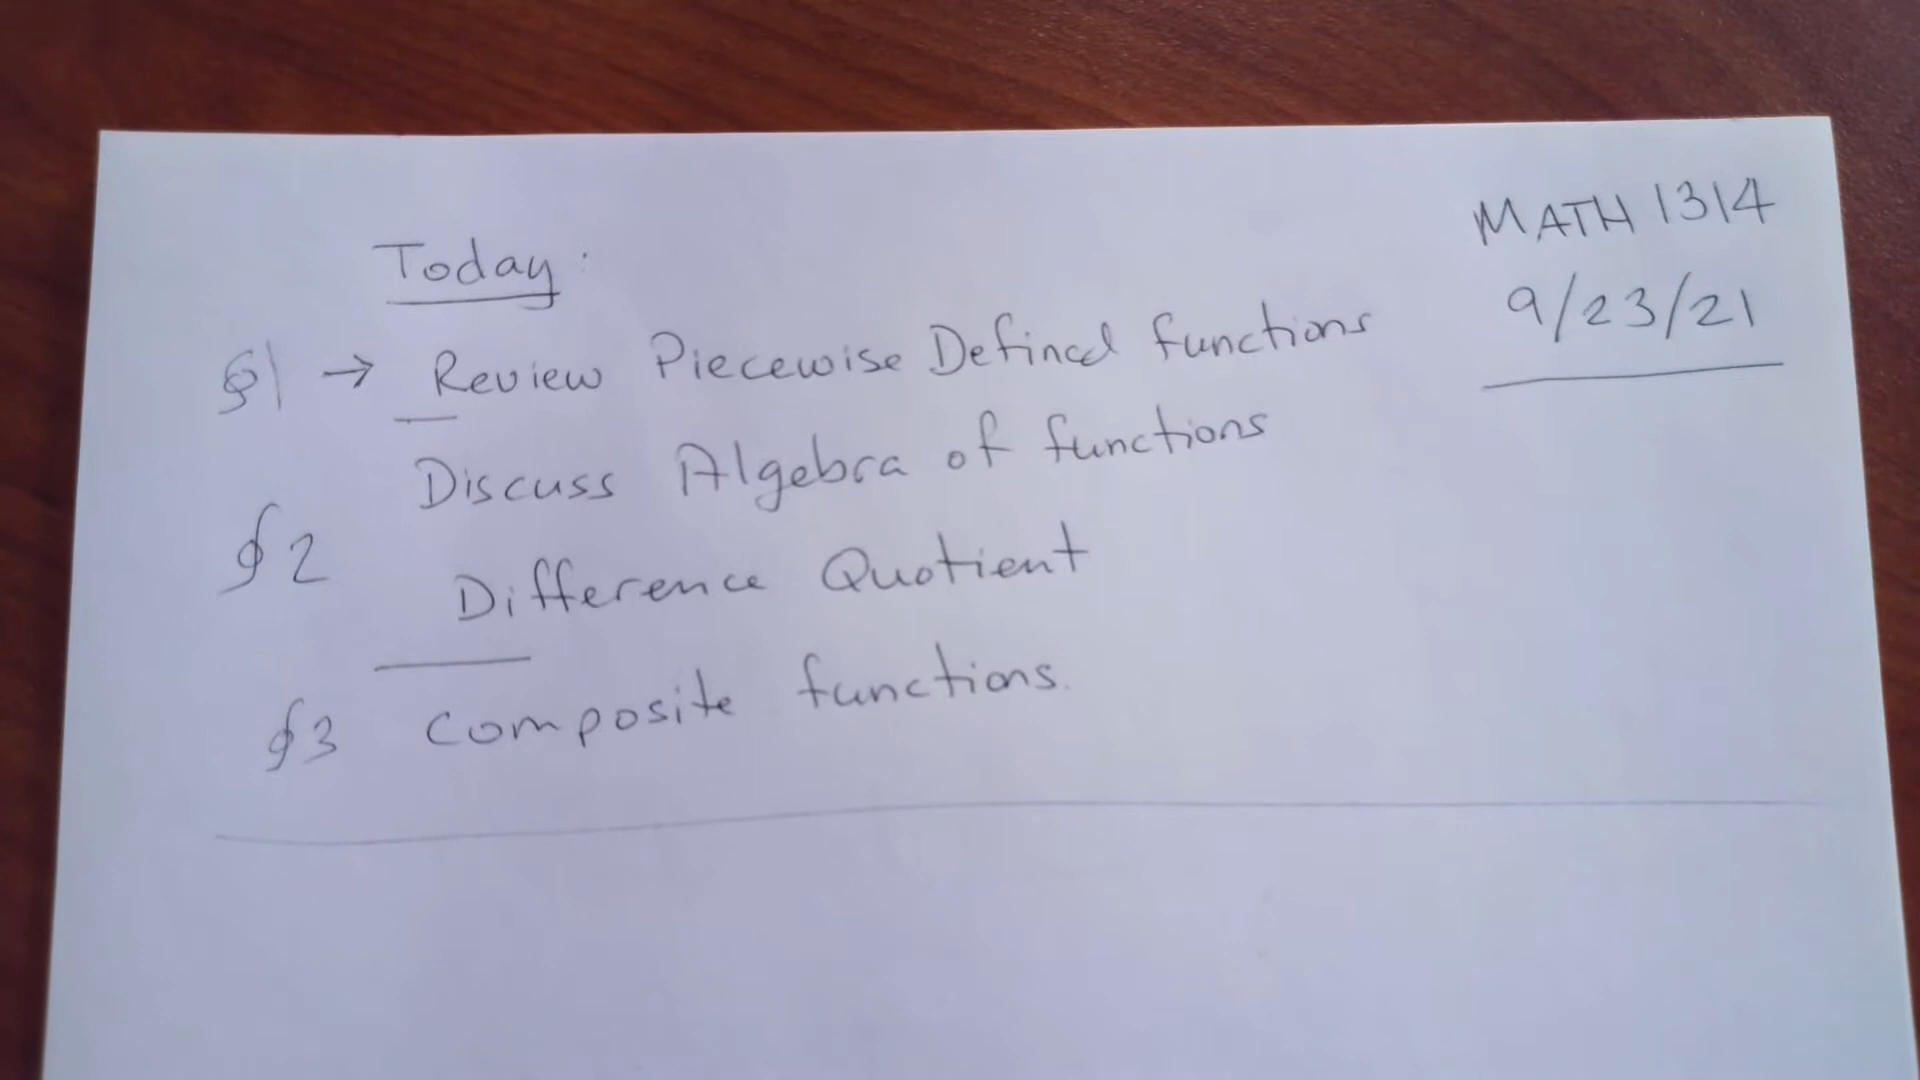 MATH 1314
Today:
9/23/21
§1 → Review Piecewise Defined functions
Discuss Algebra of functions
§2
Difference Quotient
§3 composite functions.